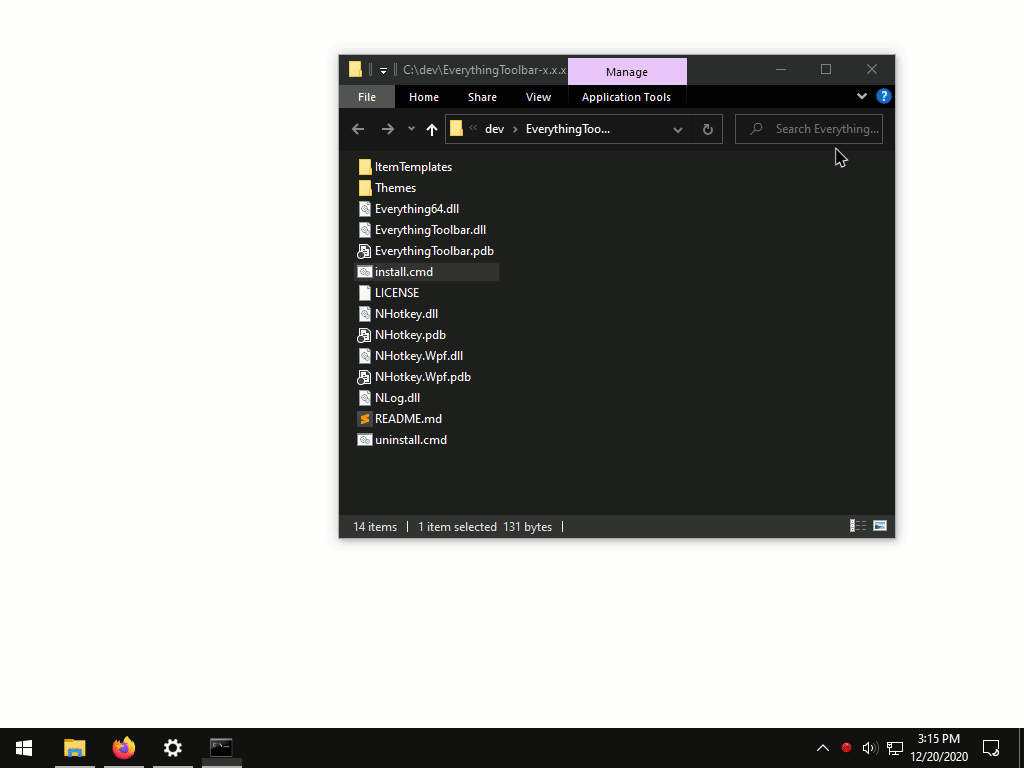 C:\dev\EverythingToolbar-x.x.x
Manage
File
Home
Share
View
Application Tools
?
dev
EverythingToo...
Search Everything...
ItemTemplates
Themes
Everything64.dll
EverythingToolbar.dll
EverythingToolbar.pdb
install.cmd
LICENSE
NHotkey.dll
NHotkey.pdb
NHotkey.Wpf.dll
NHotkey.Wpf.pdb
NLog.dll
README.md
uninstall.cmd
14 items
1 item selected 131 bytes
3:15 PM
12/20/2020